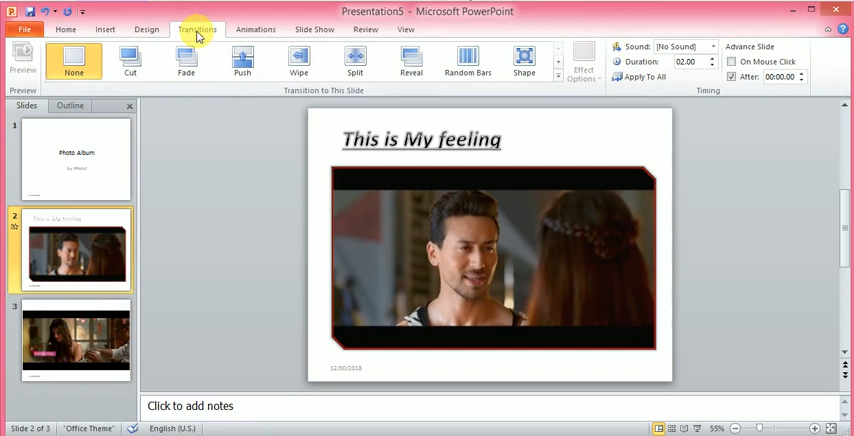 Presentation5 - Microsoft PowerPoint
File Home Insert Design Transitions Animations Slide Show Review View
Preview
None Cut Fade Push Wipe Split Reveal Random Bars Shape
Effect
Options
Sound: [No Sound]
Duration: 02.00
Apply To All
Advance Slide
On Mouse Click
After: 00:00.00
Preview Transition to This Slide Timing
Slides Outline
1
Photo Album
2
This is My feeling
3
This is My feeling
12/30/2018
Click to add notes
Slide 2 of 3 "Office Theme" English (U.S.) 55%